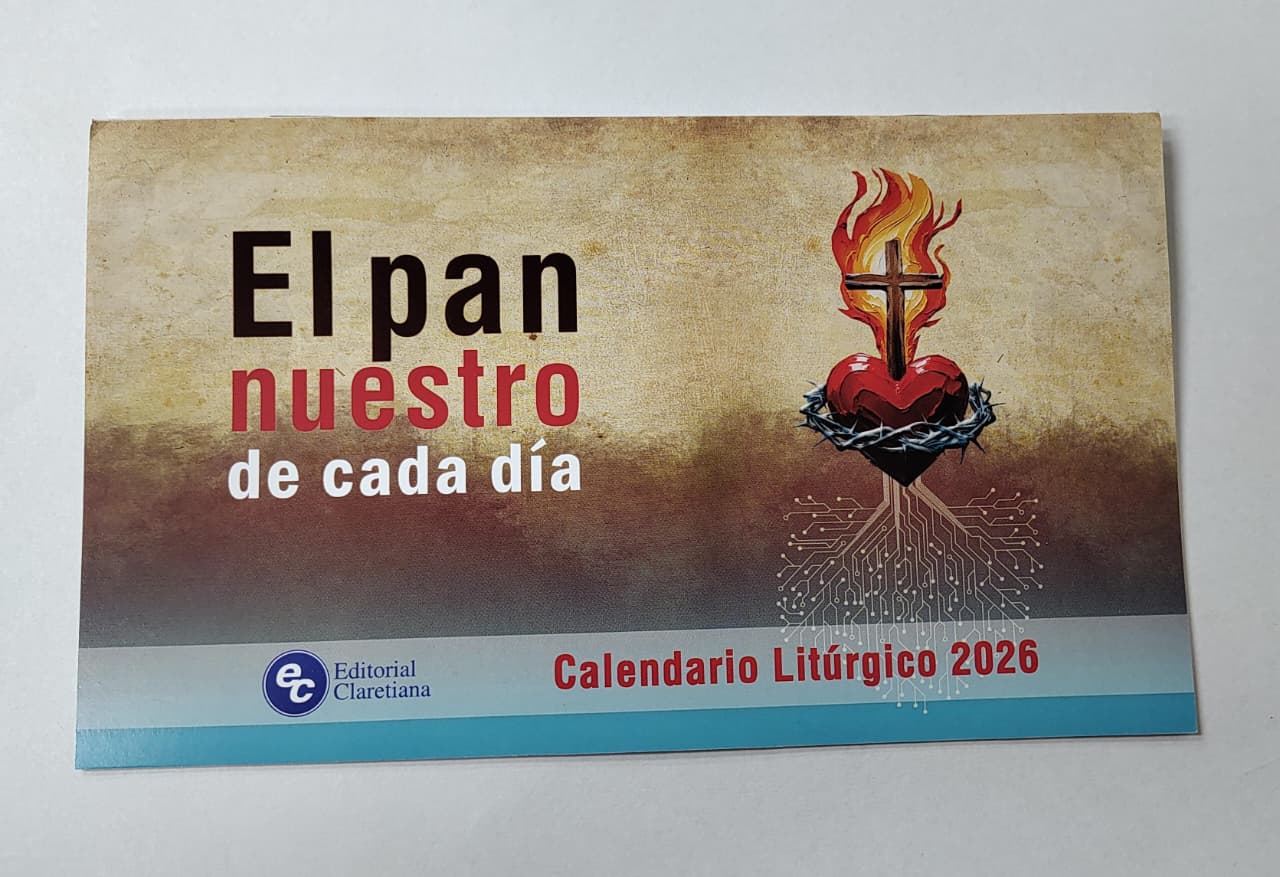 El pan
nuestro
de cada día
ec Editorial
Claretiana
Calendario Litúrgico 2026